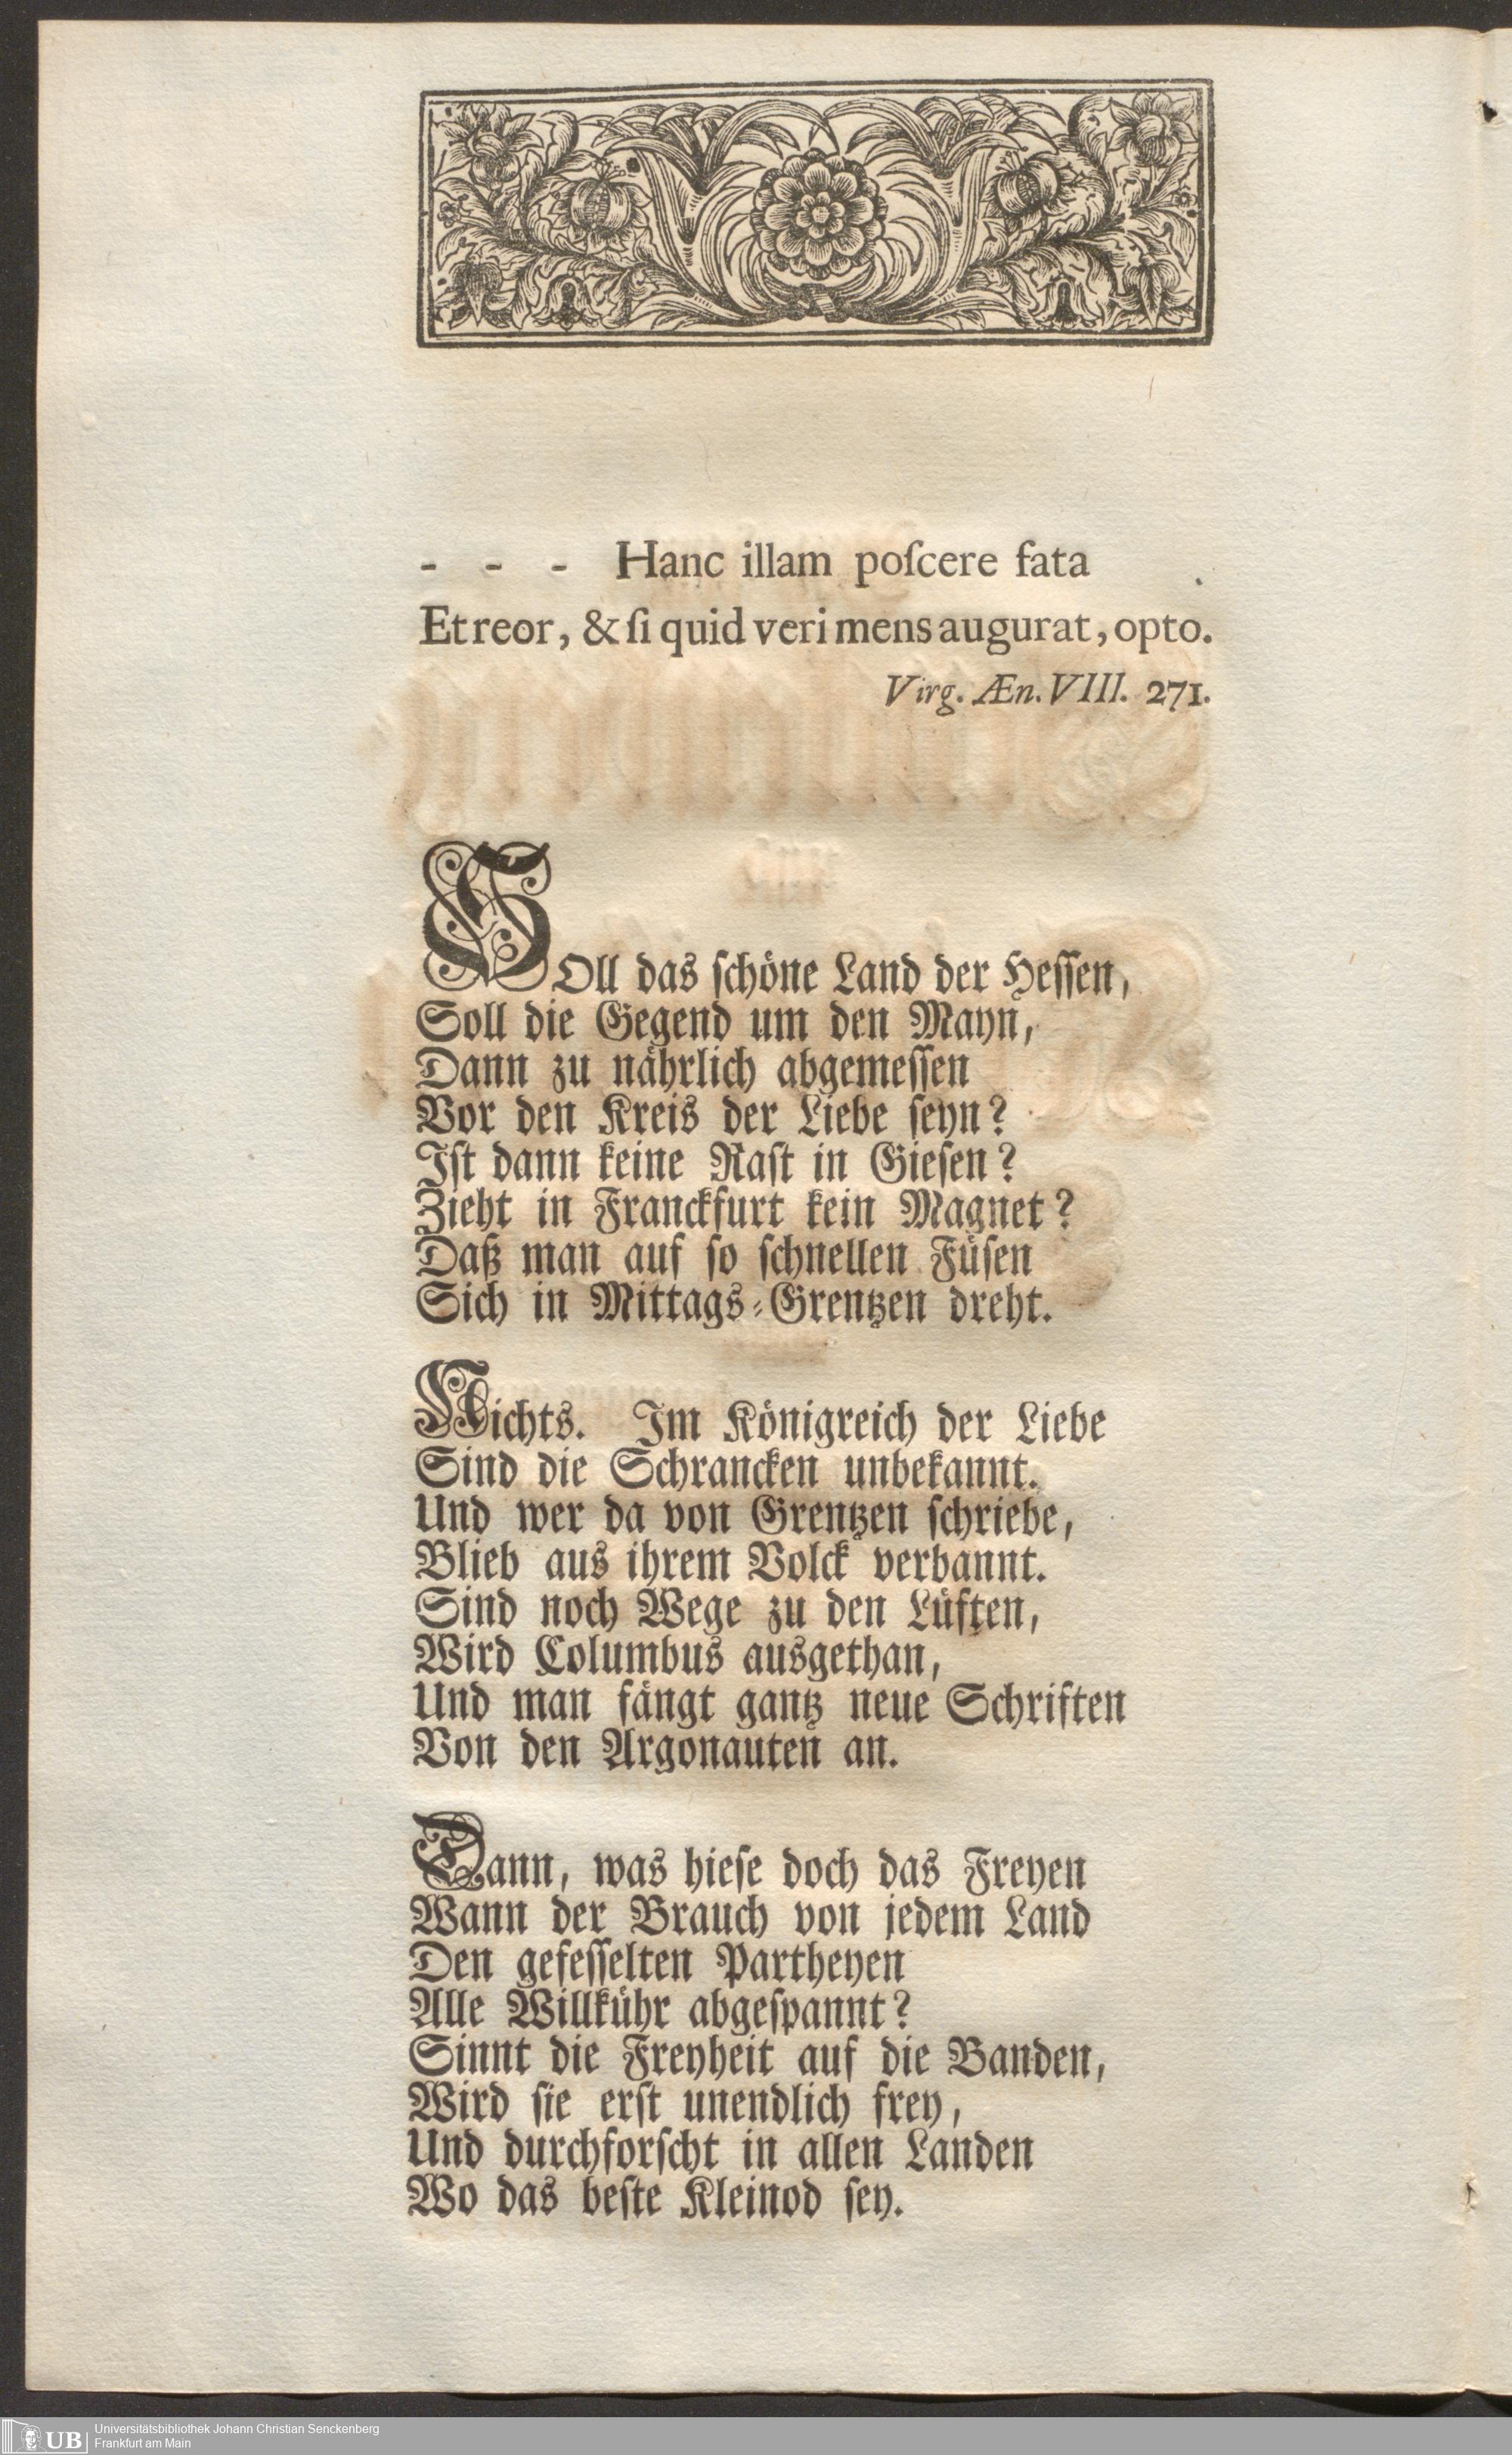 - - - Hanc illam poſcere fata
Et reor, & ſi quid veri mens augurat, opto.
Virg. Æn. VIII. 271.
SOll das ſchöne Land der Heſſen,
Soll die Gegend um den Mayn,
Dann zu nährlich abgemeſſen
Vor den Kreis der Liebe ſeyn?
Iſt dann keine Raſt in Gieſen?
Zieht in Franckfurt kein Magnet?
Daß man auf ſo ſchnellen Füſen
Sich in Mittags-Grentzen dreht.
Nichts. Im Königreich der Liebe
Sind die Schrancken unbekannt.
Und wer da von Grentzen ſchriebe,
Blieb aus ihrem Volck verbannt.
Sind noch Wege zu den Lüften,
Wird Columbus ausgethan,
Und man fängt gantz neue Schriften
Von den Argonauten an.
Dann, was hieſe doch das Freyen
Wann der Brauch von jedem Land
Den gefeſſelten Partheyen
Alle Willkühr abgeſpannt?
Sinnt die Freyheit auf die Banden,
Wird ſie erſt unendlich frey,
Und durchforſcht in allen Landen
Wo das beſte Kleinod ſey.
UB
Universitätsbibliothek Johann Christian Senckenberg
Frankfurt am Main